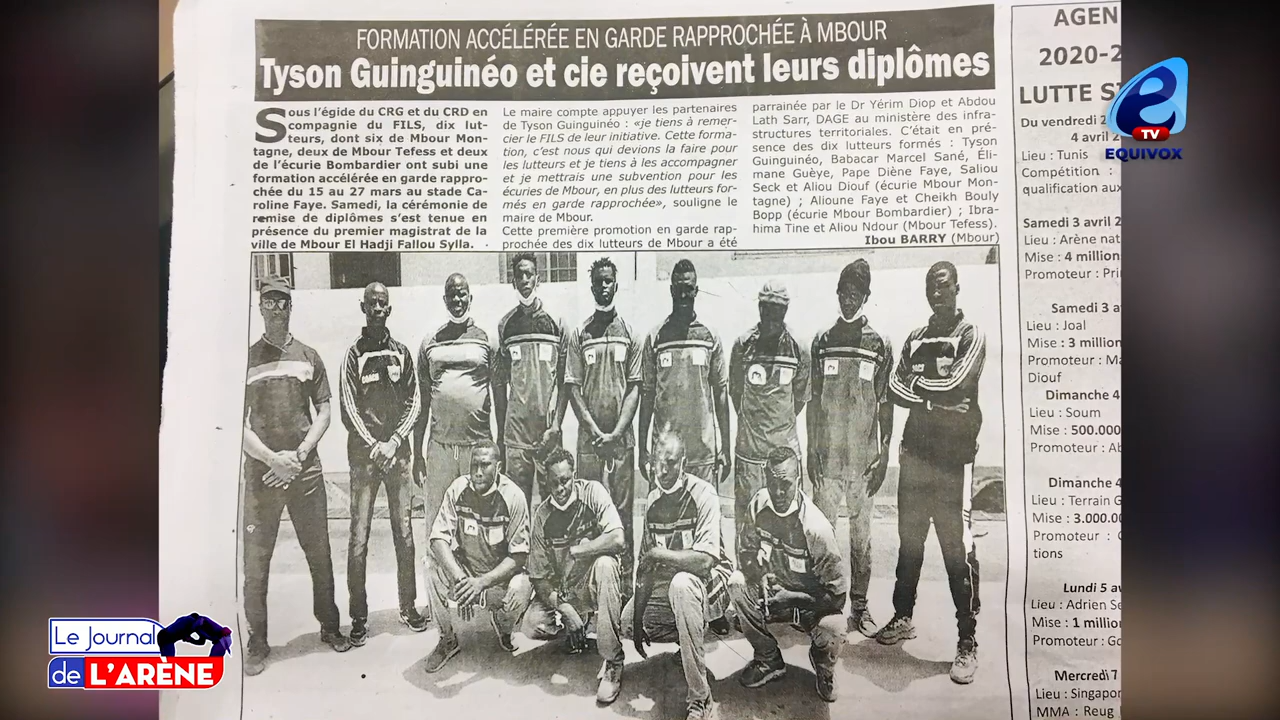 FORMATION ACCÉLÉRÉE EN GARDE RAPPROCHÉE À MBOUR
Tyson Guinguinéo et cie reçoivent leurs diplômes
Sous l'égide du CRG et du CRD en
compagnie du FILS, dix lut-
teurs, dont six de Mbour Mon-
tagne, deux de Mbour Tefess et deux
de l'écurie Bombardier ont subi une
formation accélérée en garde rappro-
chée du 15 au 27 mars au stade Ca-
roline Faye. Samedi, la cérémonie de
remise de diplômes s'est tenue en
présence du premier magistrat de la
ville de Mbour El Hadji Fallou Sylla.
Le maire compte appuyer les partenaires
de Tyson Guinguinéo : «je tiens à remer-
cier le FILS de leur initiative. Cette forma-
tion, c'est nous qui devions la faire pour
les lutteurs et je tiens à les accompagner
et je mettrais une subvention pour les
écuries de Mbour, en plus des lutteurs for-
més en garde rapprochée», souligne le
maire de Mbour.
Cette première promotion en garde rap-
prochée des dix lutteurs de Mbour a été
parrainée par le Dr Yérim Diop et Abdou
Lath Sarr, DAGE au ministère des infra-
structures territoriales. C'était en pré-
sence des dix lutteurs formés : Tyson
Guinguinéo, Babacar Marcel Sané, Éli-
mane Guèye, Pape Diène Faye, Saliou
Seck et Aliou Diouf (écurie Mbour Mon-
tagne) ; Alioune Faye et Cheikh Bouly
Bopp (écurie Mbour Bombardier) ; Ibra-
hima Tine et Aliou Ndour (Mbour Tefess).
Ibou BARRY (Mbour)
AGEN
2020-2
LUTTE
Du vendredi 2
4 avril 2
Lieu : Tunis
Compétition :
qualification aux
Samedi 3 avril 2
Lieu : Arène nat
Mise : 4 million
Promoteur : Pri
Samedi 3 a
Lieu : Joal
Mise : 3 million
Promoteur : Ma
Diouf
Dimanche 4
Lieu : Soum
Mise : 500.000
Promoteur : Ab
Dimanche 4
Lieu : Terrain G
Mise : 3.000.00
Promoteur :
tions
Lundi 5 av
Lieu : Adrien Se
Mise : 1 million
Promoteur : Go
Mercredi 7
Lieu : Singapo
MMA : Reug
e
TV
EQUIVOX
Le Journal
de L'ARÈNE